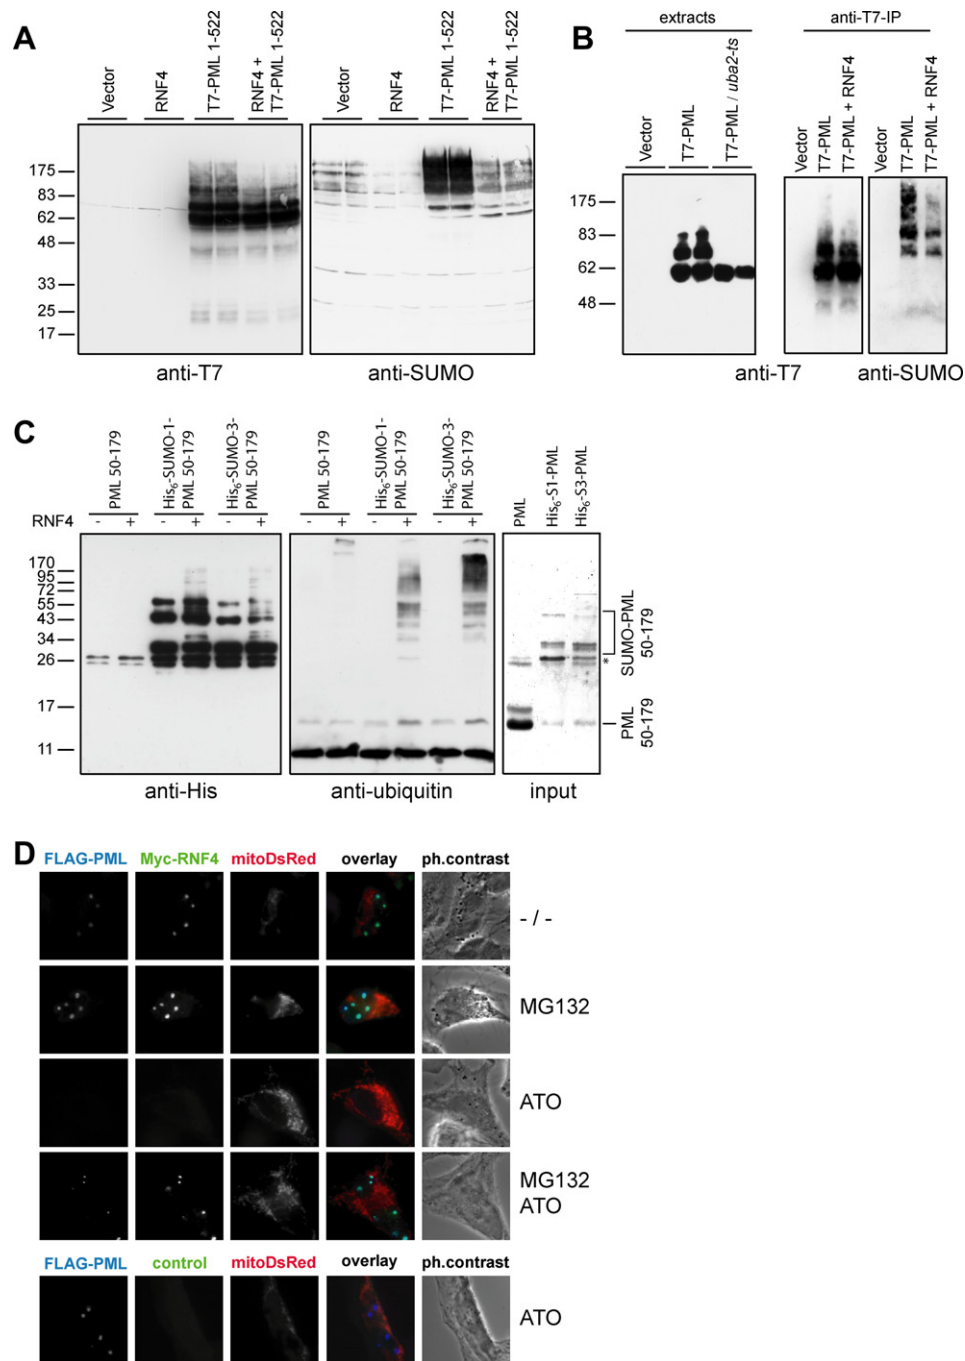 A
Vector
RNF4
T7-PML 1-522
RNF4 +
T7-PML 1-522
Vector
RNF4
T7-PML 1-522
RNF4 +
T7-PML 1-522
175
83
62
48
33
25
17
anti-T7
anti-SUMO
B
extracts
anti-T7-IP
Vector
T7-PML
T7-PML / uba2-ts
Vector
T7-PML
T7-PML + RNF4
Vector
T7-PML
T7-PML + RNF4
175
83
62
48
anti-T7
anti-SUMO
C
PML 50-179
His6-SUMO-1-
PML 50-179
His6-SUMO-3-
PML 50-179
PML 50-179
His6-SUMO-1-
PML 50-179
His6-SUMO-3-
PML 50-179
PML
His6-S1-PML
His6-S3-PML
RNF4 - + - + - + - + - + - +
170
95
72
55
43
34
26
17
11
SUMO-PML
50-179
*
PML
50-179
anti-His
anti-ubiquitin
input
D
FLAG-PML Myc-RNF4 mitoDsRed overlay ph.contrast
- / -
MG132
ATO
MG132
ATO
FLAG-PML control mitoDsRed overlay ph.contrast
ATO